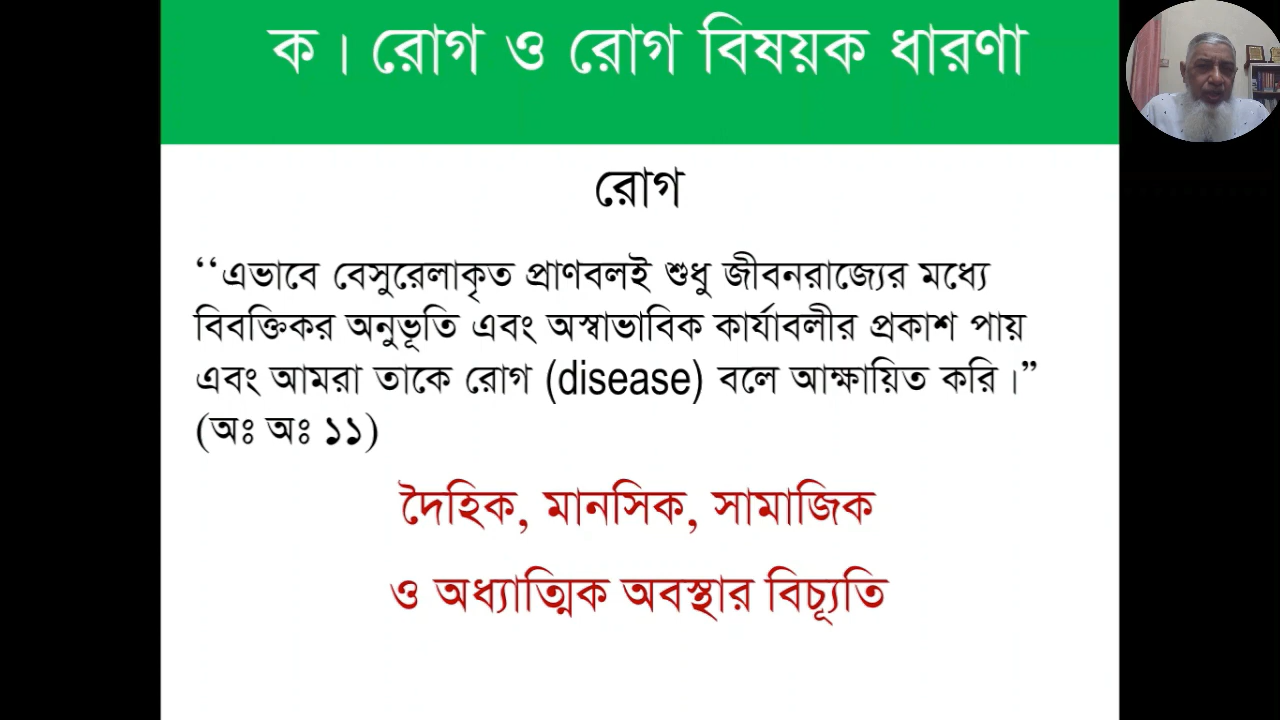 ক। রোগ ও রোগ বিষয়ক ধারণা
রোগ
‘‘এভাবে বেসুরেলাকৃত প্রাণবলই শুধু জীবনরাজ্যের মধ্যে
বিবক্তিকর অনুভূতি এবং অস্বাভাবিক কার্যাবলীর প্রকাশ পায়
এবং আমরা তাকে রোগ (disease) বলে আক্ষায়িত করি।”
(অঃ অঃ ১১)
দৈহিক, মানসিক, সামাজিক
ও অধ্যাত্মিক অবস্থার বিচ্যূতি